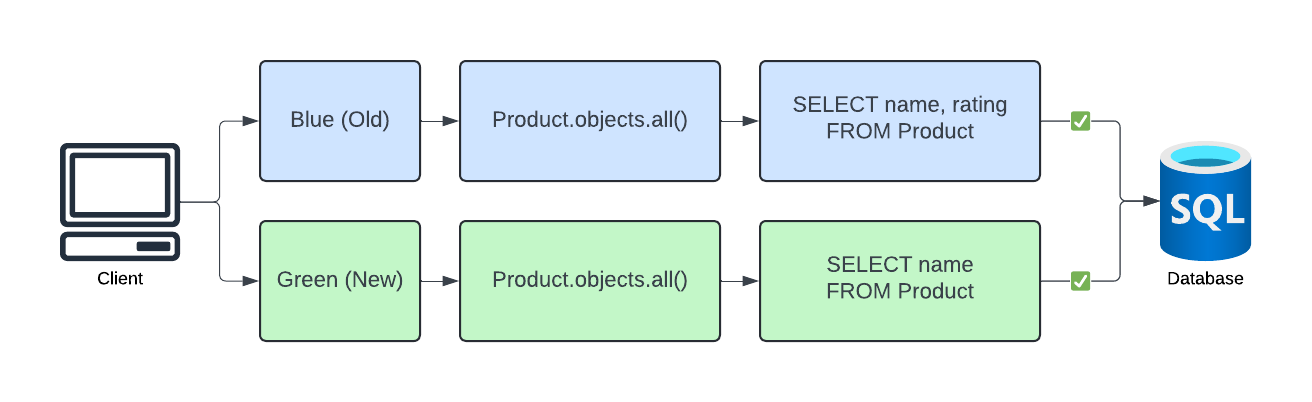 Blue (Old)
Product.objects.all()
SELECT name, rating
FROM Product
Client
Green (New)
Product.objects.all()
SELECT name
FROM Product
SQL
Database